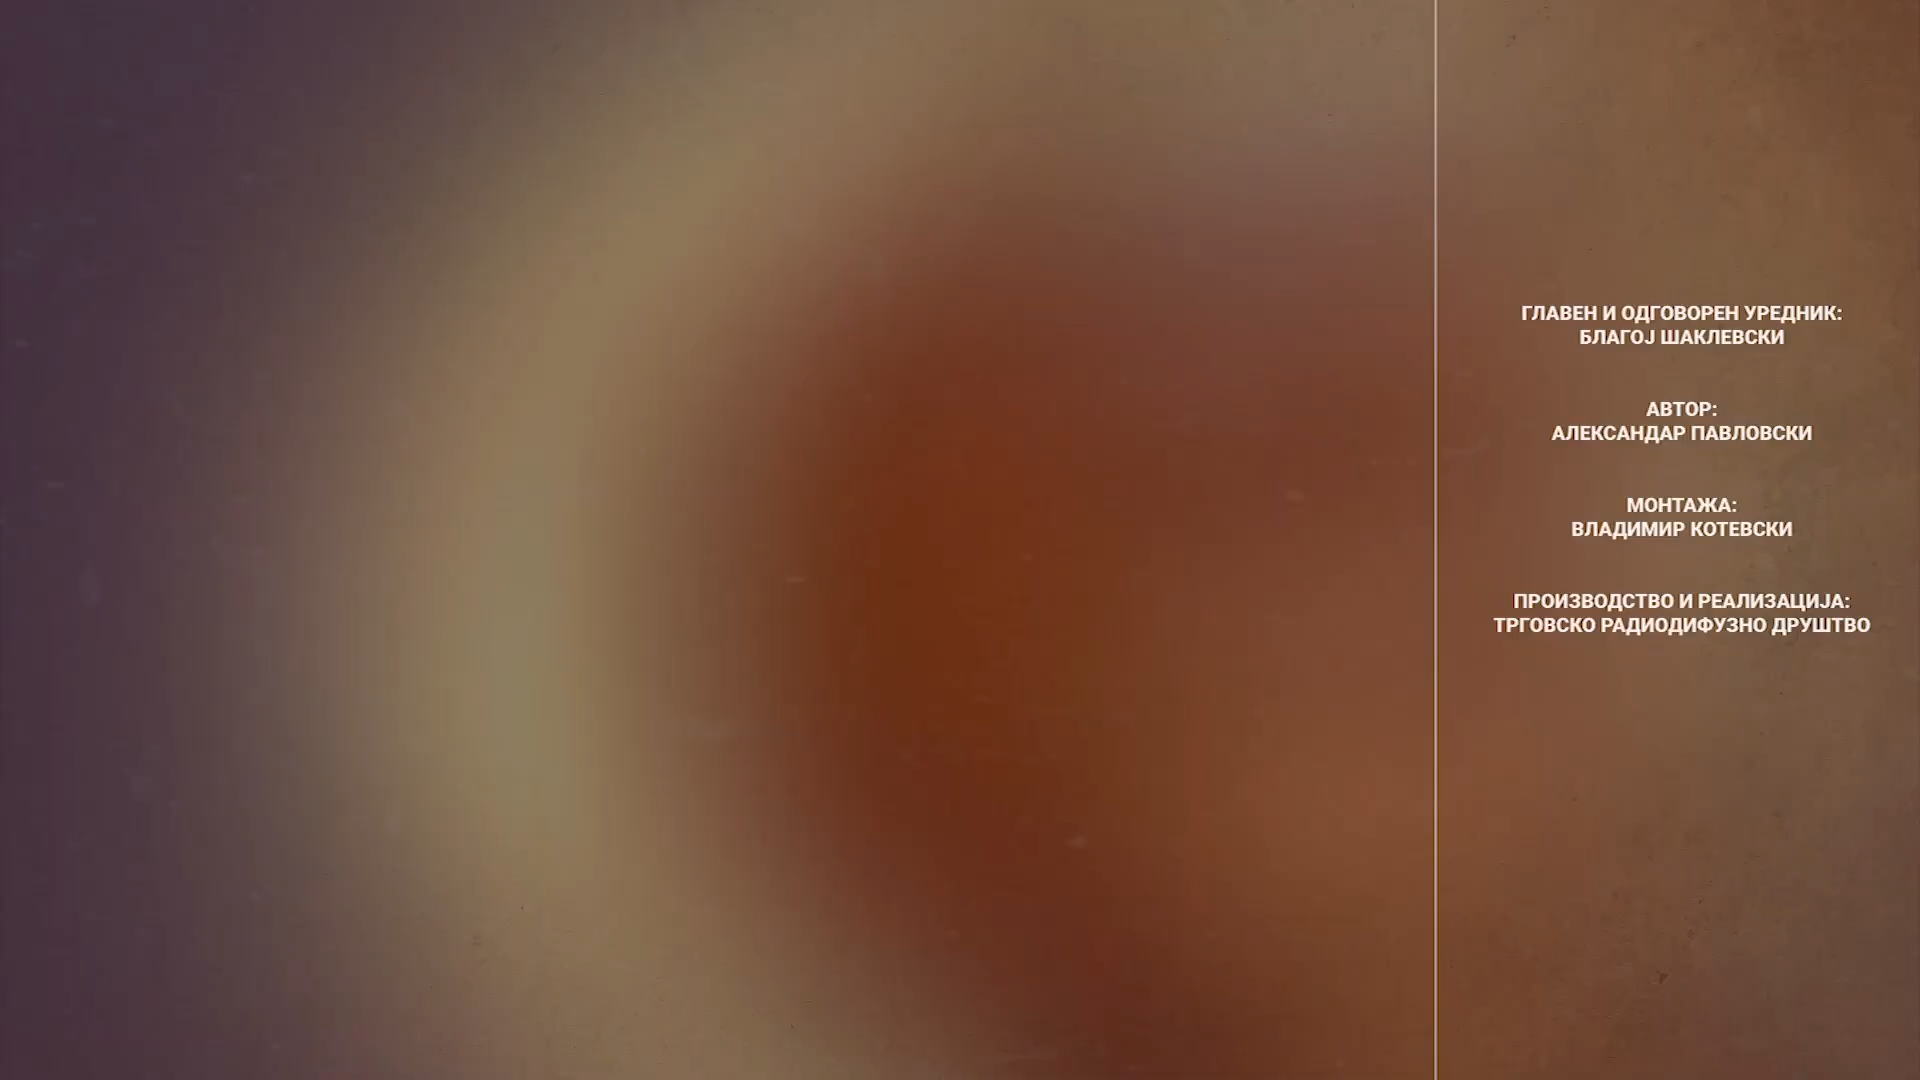 ГЛАВЕН И ОДГОВОРЕН УРЕДНИК:
БЛАГОЈ ШАКЛЕВСКИ
АВТОР:
АЛЕКСАНДАР ПАВЛОВСКИ
МОНТАЖА:
ВЛАДИМИР КОТЕВСКИ
ПРОИЗВОДСТВО И РЕАЛИЗАЦИЈА:
ТРГОВСКО РАДИОДИФУЗНО ДРУШТВО